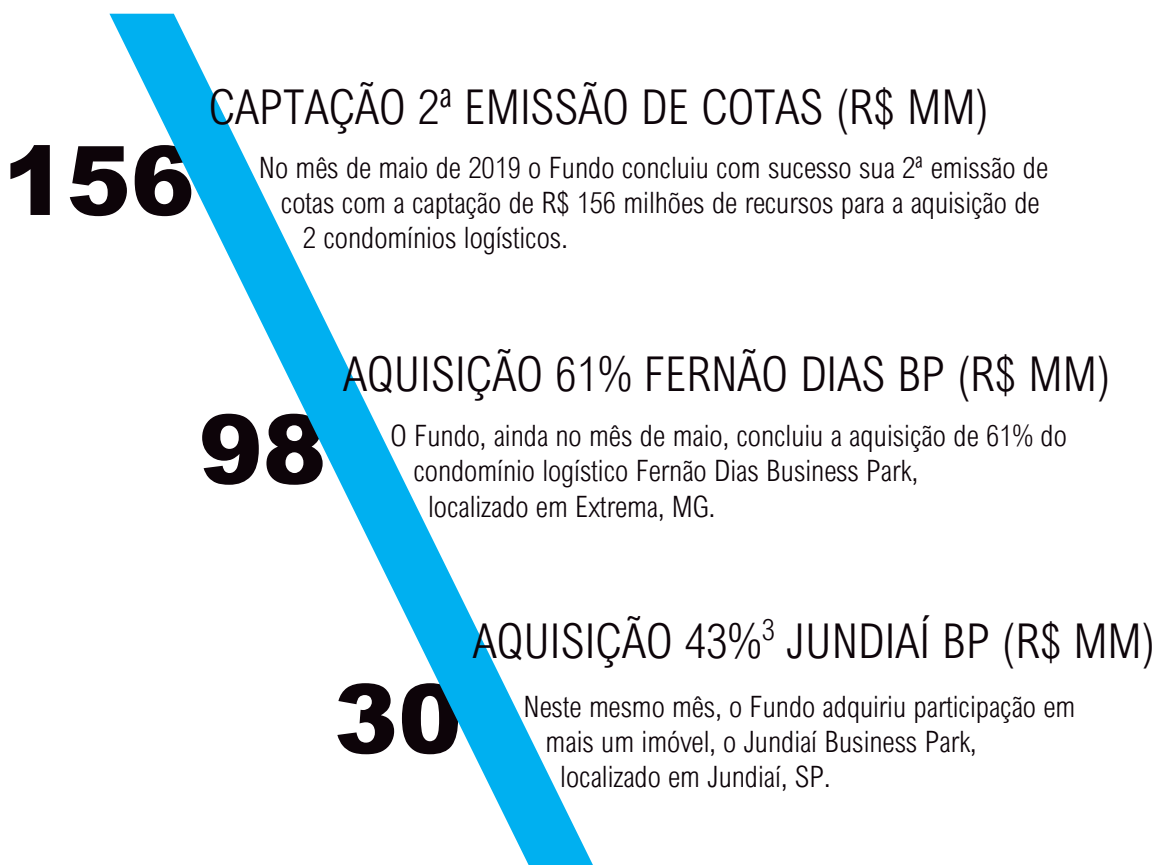 CAPTAÇÃO 2ª EMISSÃO DE COTAS (R$ MM)
156
No mês de maio de 2019 o Fundo concluiu com sucesso sua 2ª emissão de
cotas com a captação de R$ 156 milhões de recursos para a aquisição de
2 condomínios logísticos.
AQUISIÇÃO 61% FERNÃO DIAS BP (R$ MM)
98
O Fundo, ainda no mês de maio, concluiu a aquisição de 61% do
condomínio logístico Fernão Dias Business Park,
localizado em Extrema, MG.
AQUISIÇÃO 43%³ JUNDIAÍ BP (R$ MM)
30
Neste mesmo mês, o Fundo adquiriu participação em
mais um imóvel, o Jundiaí Business Park,
localizado em Jundiaí, SP.